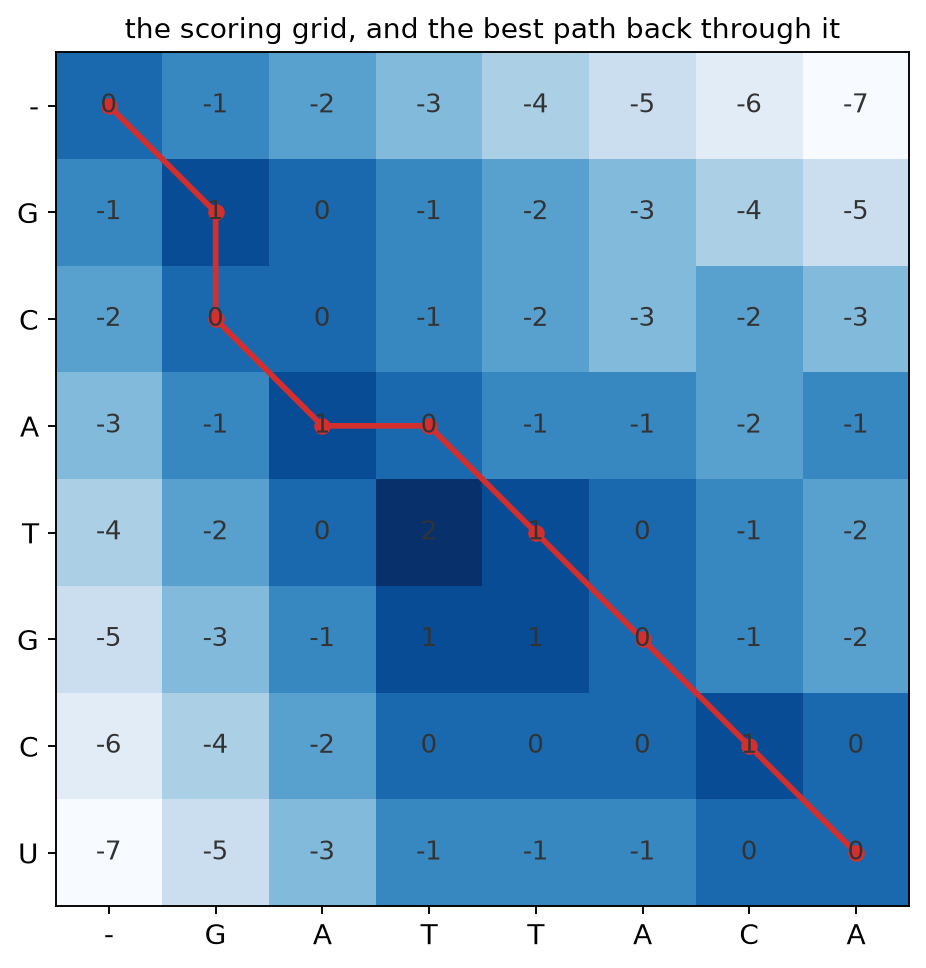 the scoring grid, and the best path back through it
- 0 -1 -2 -3 -4 -5 -6 -7
G -1 1 0 -1 -2 -3 -4 -5
C -2 0 0 -1 -2 -3 -2 -3
A -3 -1 1 0 -1 -1 -2 -1
T -4 -2 0 2 1 0 -1 -2
G -5 -3 -1 1 1 0 -1 -2
C -6 -4 -2 0 0 0 1 0
U -7 -5 -3 -1 -1 -1 0 0
- G A T T A C A